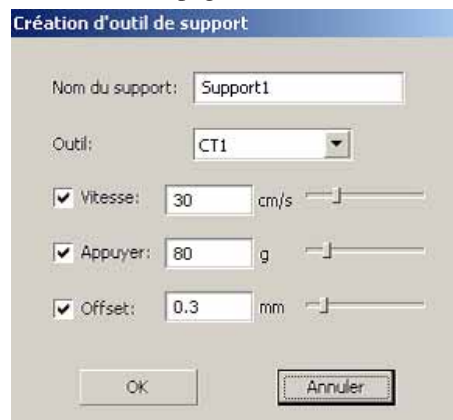 Création d'outil de support
Nom du support: Support1
Outil: CT1
Vitesse: 30 cm/s
Appuyer: 80 g
Offset: 0.3 mm
OK Annuler